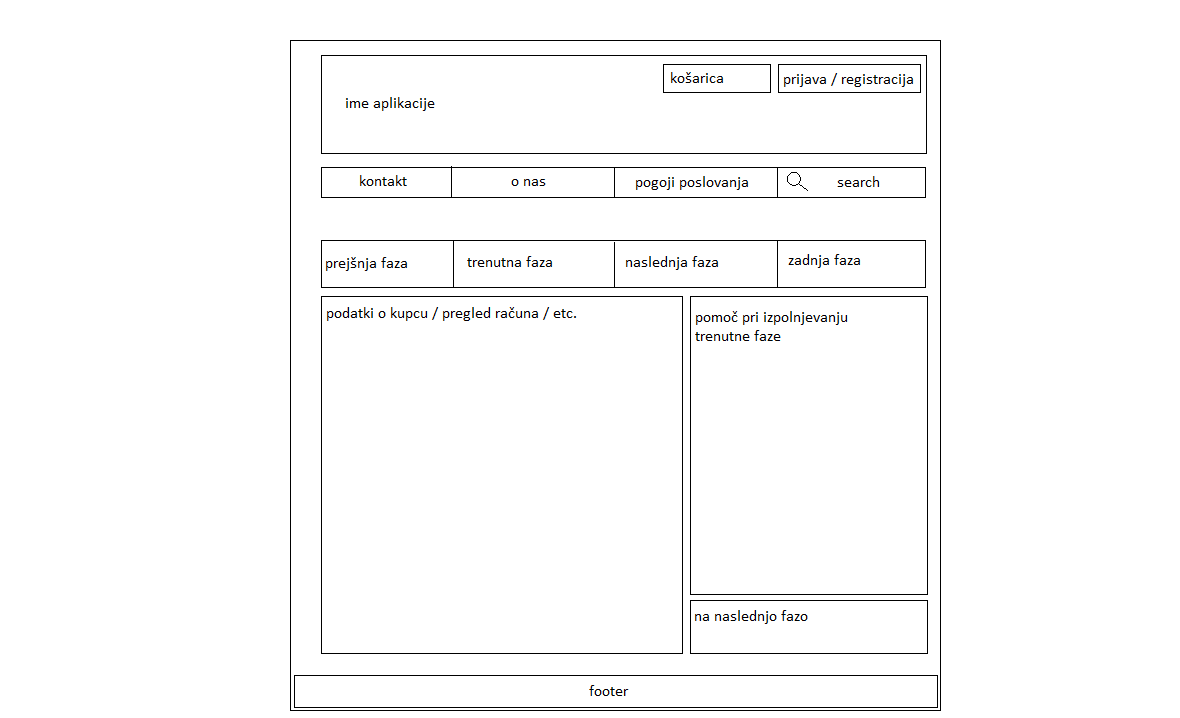 košarica
prijava / registracija
ime aplikacije
kontakt
o nas
pogoji poslovanja
search
prejšnja faza
trenutna faza
naslednja faza
zadnja faza
podatki o kupcu / pregled računa / etc.
pomoč pri izpolnjevanju
trenutne faze
na naslednjo fazo
footer